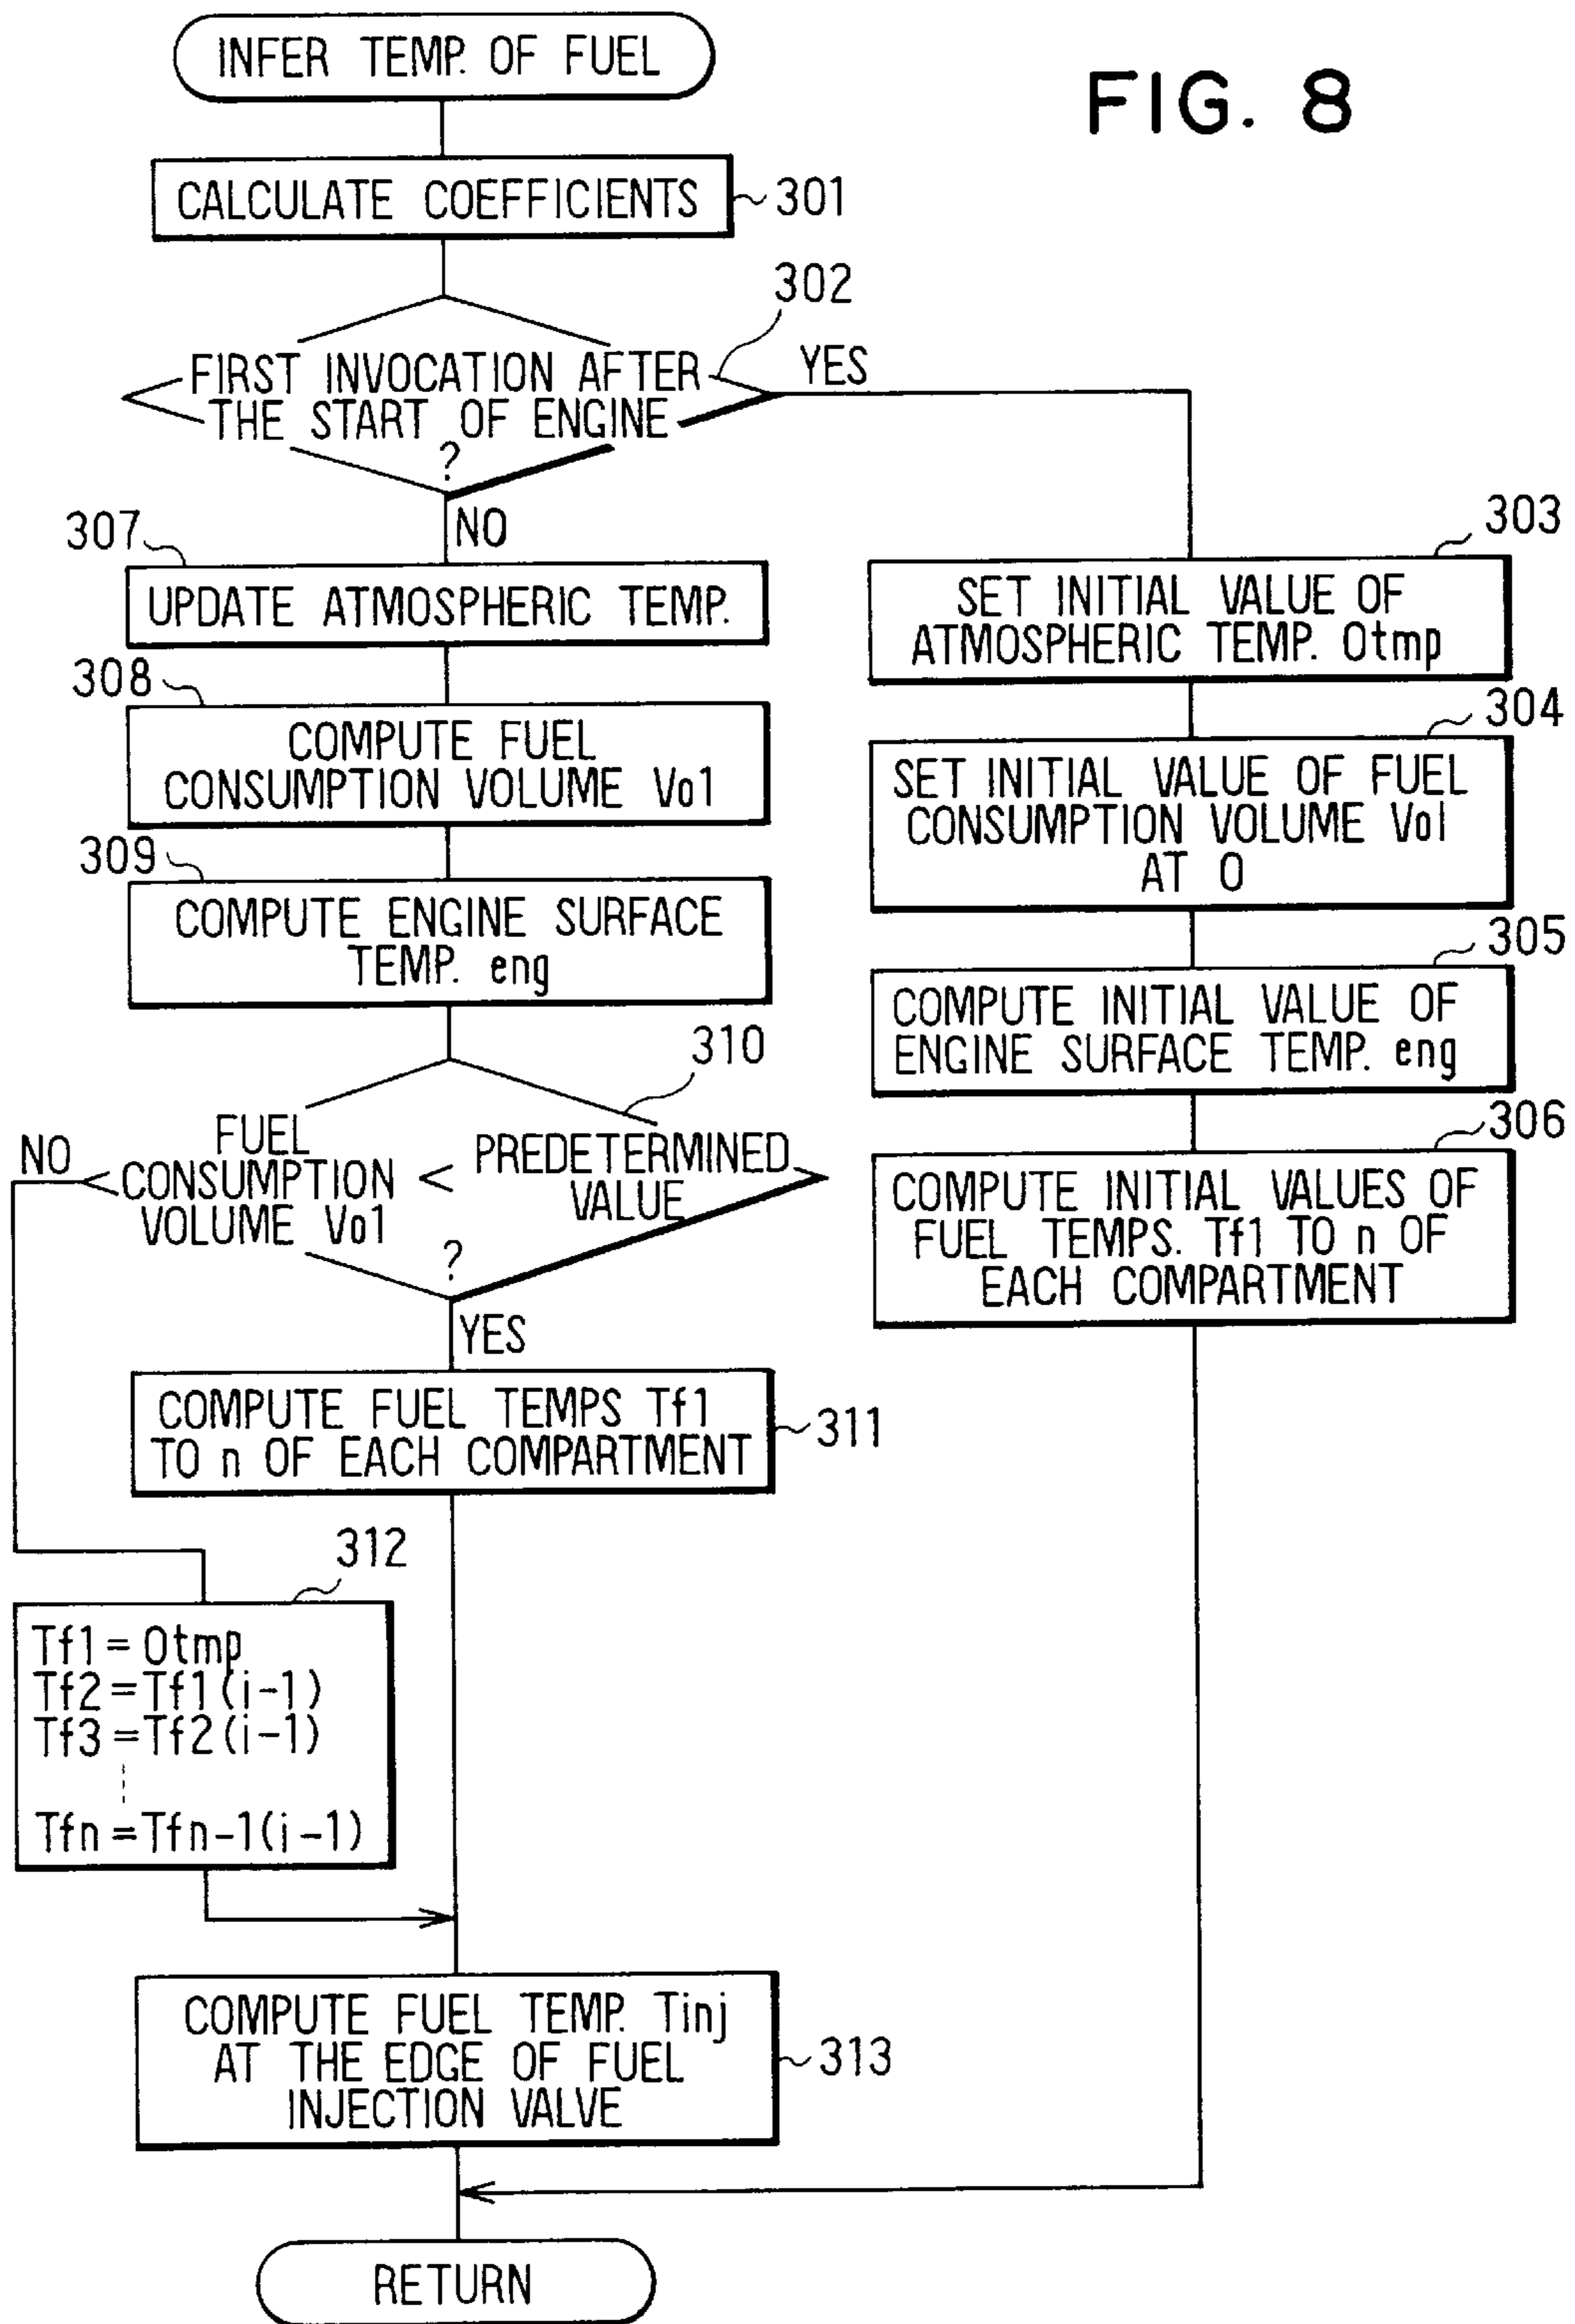 FIG. 8
INFER TEMP. OF FUEL
CALCULATE COEFFICIENTS
301
302
FIRST INVOCATION AFTER
THE START OF ENGINE
?
YES
NO
307
UPDATE ATMOSPHERIC TEMP.
308
COMPUTE FUEL
CONSUMPTION VOLUME Vo1
309
COMPUTE ENGINE SURFACE
TEMP. eng
310
FUEL
CONSUMPTION
VOLUME Vo1
<
PREDETERMINED
VALUE
?
NO
YES
COMPUTE FUEL TEMPS Tf1
TO n OF EACH COMPARTMENT
311
312
Tf1 = Otmp
Tf2 = Tf1(i-1)
Tf3 = Tf2(i-1)
Tfn = Tfn-1(i-1)
COMPUTE FUEL TEMP. Tinj
AT THE EDGE OF FUEL
INJECTION VALVE
313
303
SET INITIAL VALUE OF
ATMOSPHERIC TEMP. Otmp
304
SET INITIAL VALUE OF FUEL
CONSUMPTION VOLUME Vol
AT 0
305
COMPUTE INITIAL VALUE OF
ENGINE SURFACE TEMP. eng
306
COMPUTE INITIAL VALUES OF
FUEL TEMPS. Tf1 TO n OF
EACH COMPARTMENT
RETURN